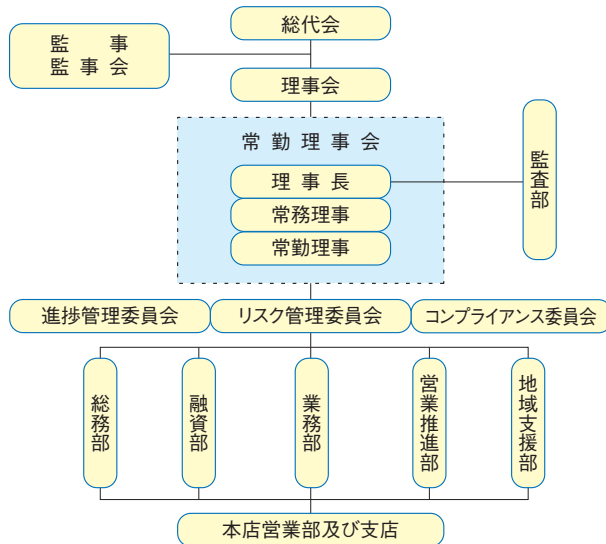 総代会
監事
監事会
理事会
常勤理事会
理事長
常務理事
常勤理事
監査部
進捗管理委員会
リスク管理委員会
コンプライアンス委員会
総務部
融資部
業務部
営業推進部
地域支援部
本店営業部及び支店